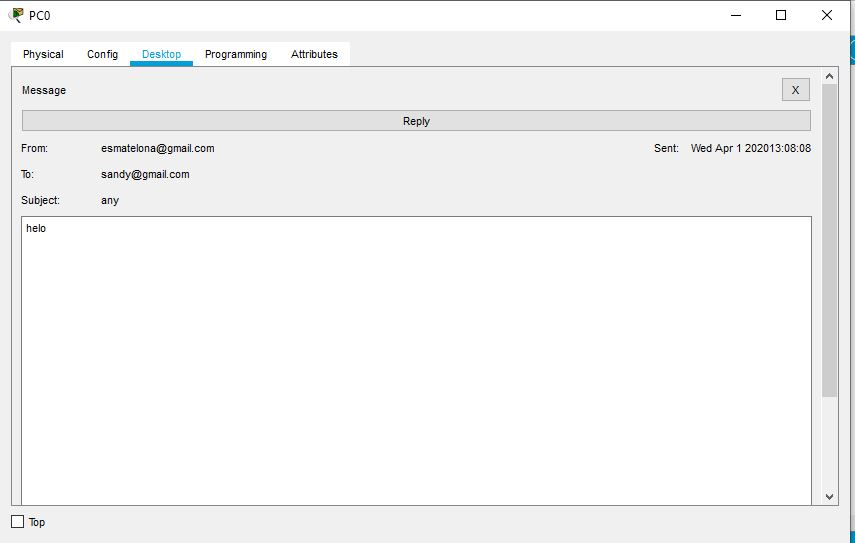 PC0
Physical Config Desktop Programming Attributes
Message X
Reply
From: esmatelona@gmail.com Sent: Wed Apr 1 202013:08:08
To: sandy@gmail.com
Subject: any
helo
Top